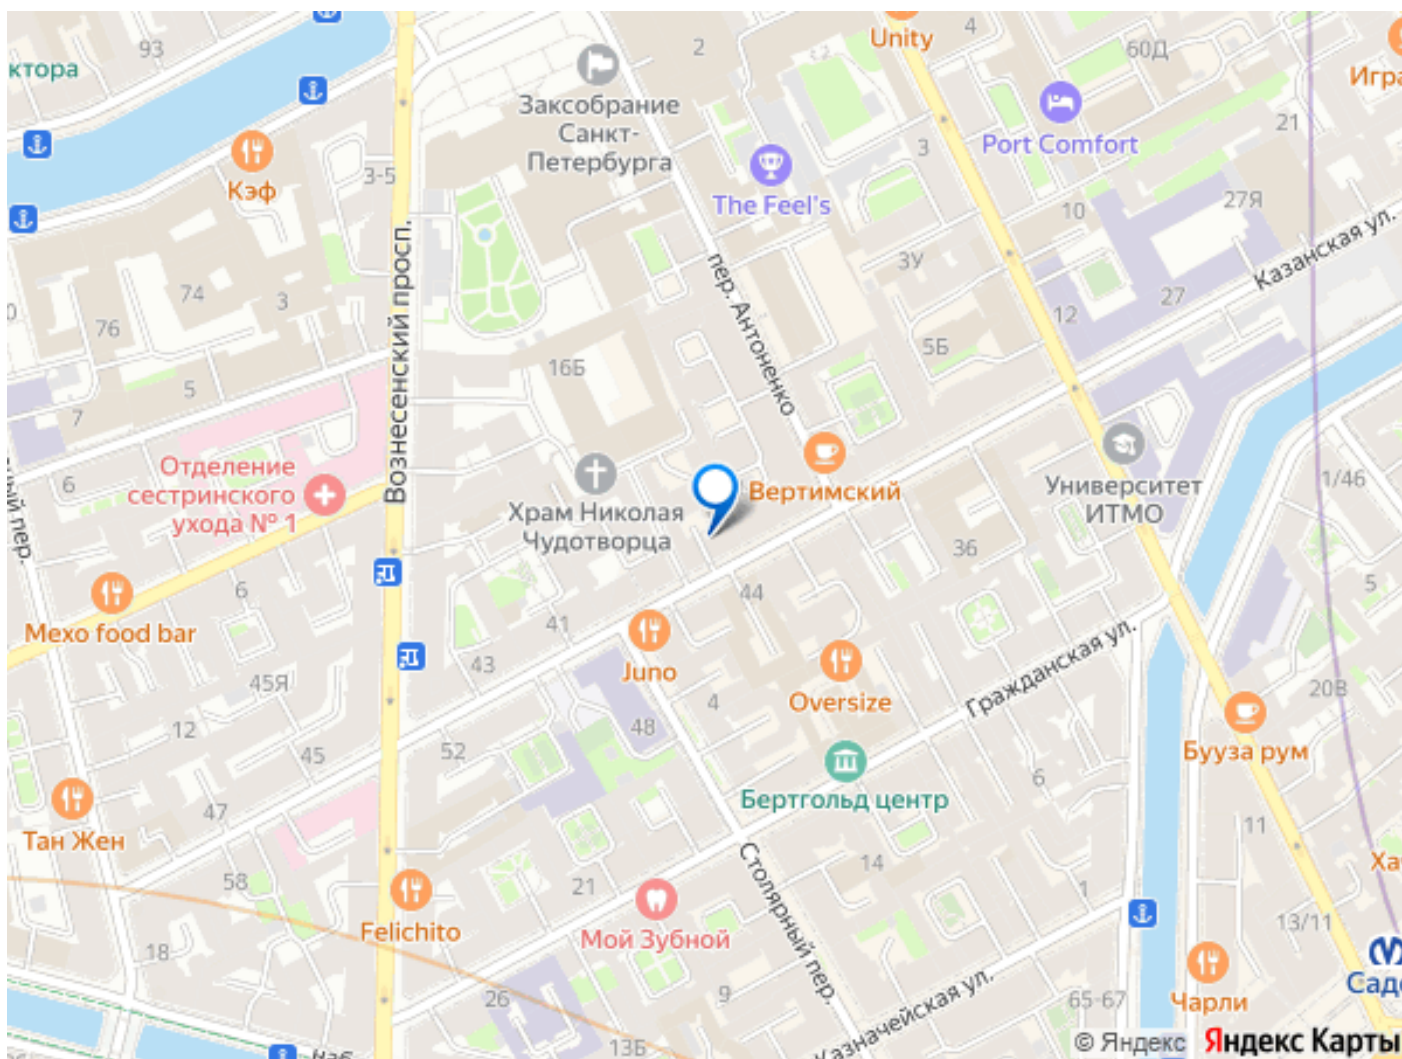 93
2
Unity
4
60Д
ктора
Игра
Заксобрание
Санкт-
Петербурга
Port Comfort
21
3
Кэф
3-5
The Feel's
27Я
10
Казанская ул.
Вознесенский просп.
пер. Антоненко
3У
74
3
27
76
12
5Б
16Б
5
7
Отделение
сестринского
ухода № 1
6
Храм Николая
Чудотворца
Вертимский
Университет
ИТМО
1/46
36
44
5
6
41
Mexo food bar
Juno
43
Гражданская ул.
45Я
4
Oversize
20В
12
48
52
45
Бууза рум
6
Бертгольд центр
47
11
Тан Жен
Столярный пер.
14
58
21
1
Felichito
Мой Зубной
13/11
18
26
9
Казначейская ул.
65-67
Чарли
13Б
наб
© Яндекс
Яндекс Карты